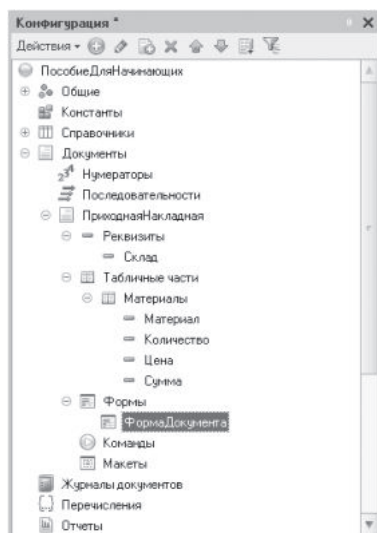 Конфигурация *
Действия
ПособиеДляНачинающих
Общие
Константы
Справочники
Документы
Нумераторы
Последовательности
ПриходнаяНакладная
Реквизиты
Склад
Табличные части
Материалы
Материал
Количество
Цена
Сумма
Формы
ФормаДокумента
Команды
Макеты
Журналы документов
Перечисления
Отчеты